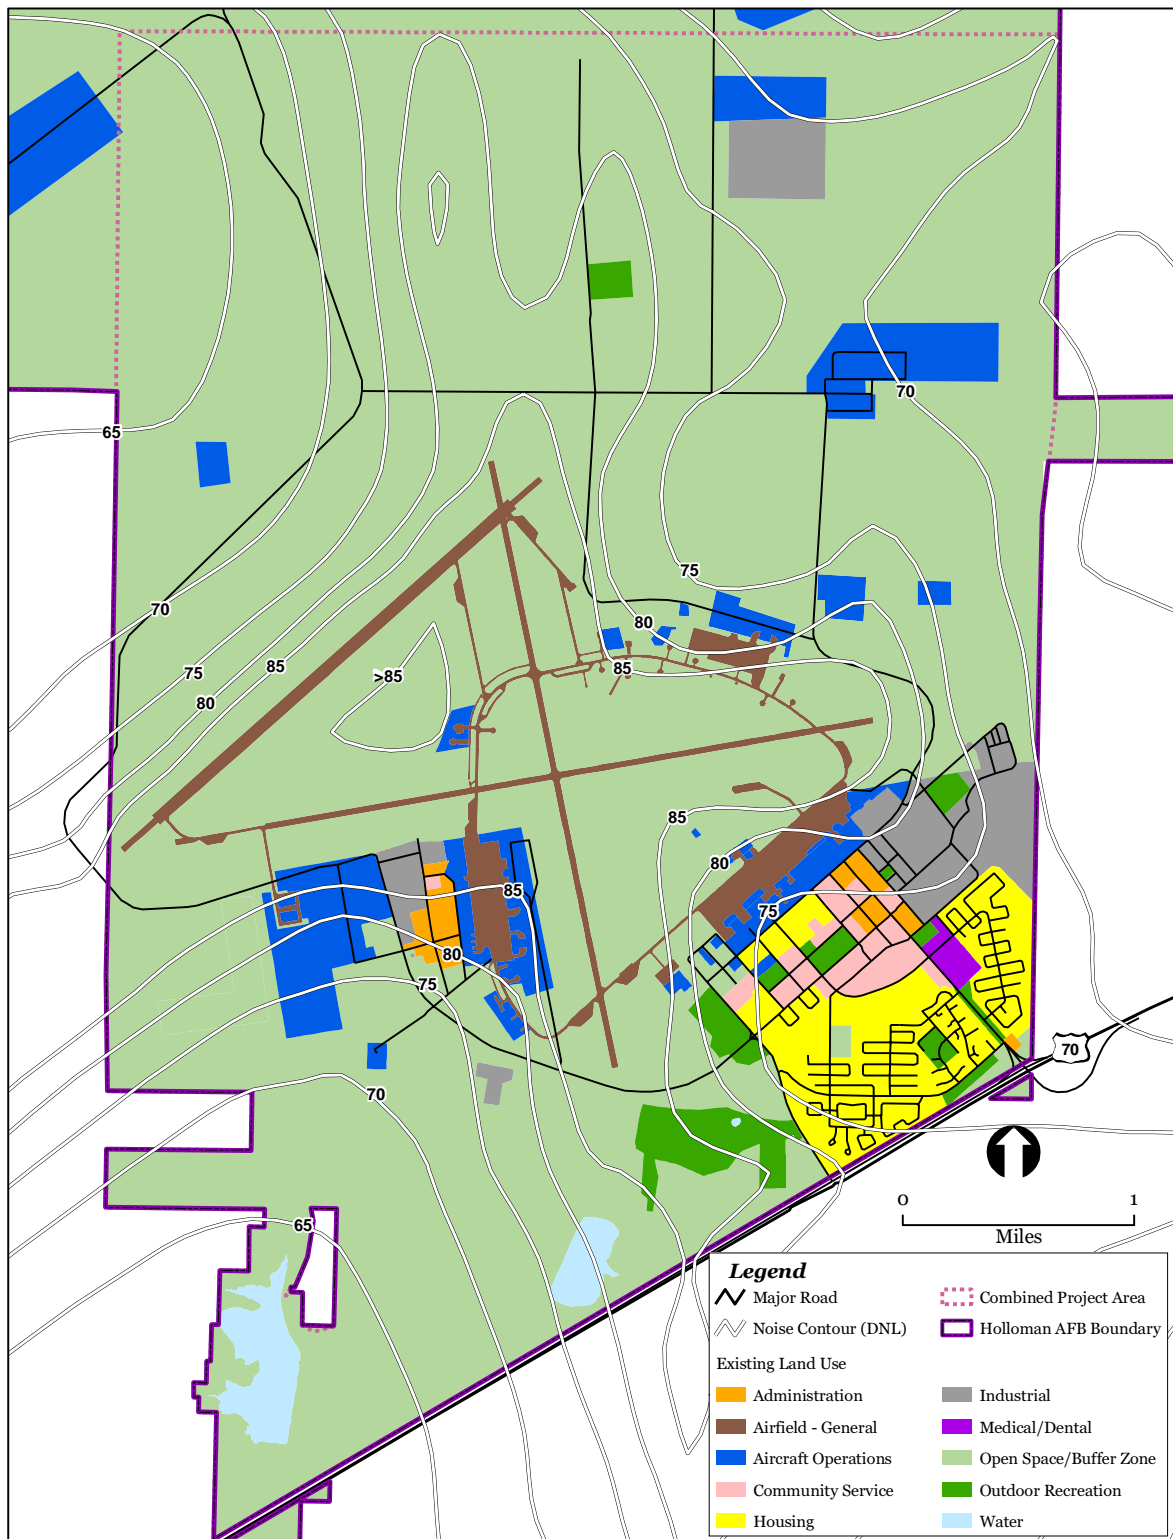 70
65
75
70
80
85
75
85
>85
80
85
80
75
85
80
75
70
70
65
0
1
Miles
Legend
Major Road
Combined Project Area
Noise Contour (DNL)
Holloman AFB Boundary
Existing Land Use
Administration
Industrial
Airfield - General
Medical/Dental
Aircraft Operations
Open Space/Buffer Zone
Community Service
Outdoor Recreation
Housing
Water